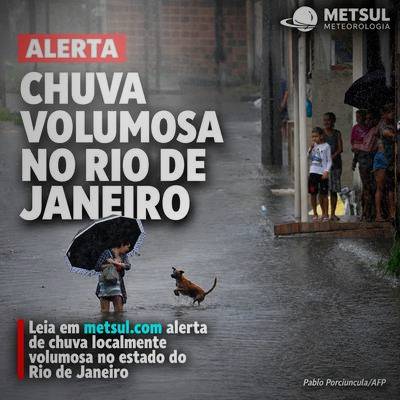 METSUL
METEOROLOGIA
ALERTA
CHUVA
VOLUMOSA
NO RIO DE
JANEIRO
Leia em metsul.com alerta
de chuva localmente
volumosa no estado do
Rio de Janeiro
Pablo Porciuncula/AFP